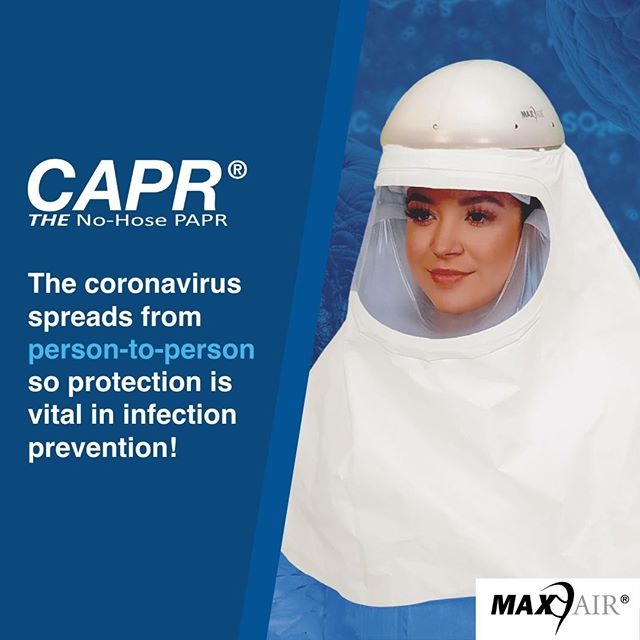 CAPR®
THE No-Hose PAPR
The coronavirus
spreads from
person-to-person
so protection is
vital in infection
prevention!
MAXAIR
MAXAIR®